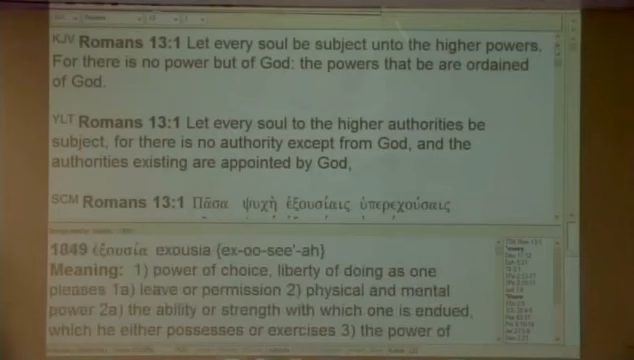 KJV Romans 13:1 Let every soul be subject unto the higher powers.
For there is no power but of God: the powers that be are ordained
of God.
YLT Romans 13:1 Let every soul to the higher authorities be
subject, for there is no authority except from God, and the
authorities existing are appointed by God,
SCM Romans 13:1 Πᾶσα ψυχὴ ἐξουσίαις ὑπερεχούσαις
1849 ἐξουσία exousia {ex-oo-see'-ah}
Meaning: 1) power of choice, liberty of doing as one
pleases 1a) leave or permission 2) physical and mental
power 2a) the ability or strength with which one is endued,
which he either possesses or exercises 3) the power of